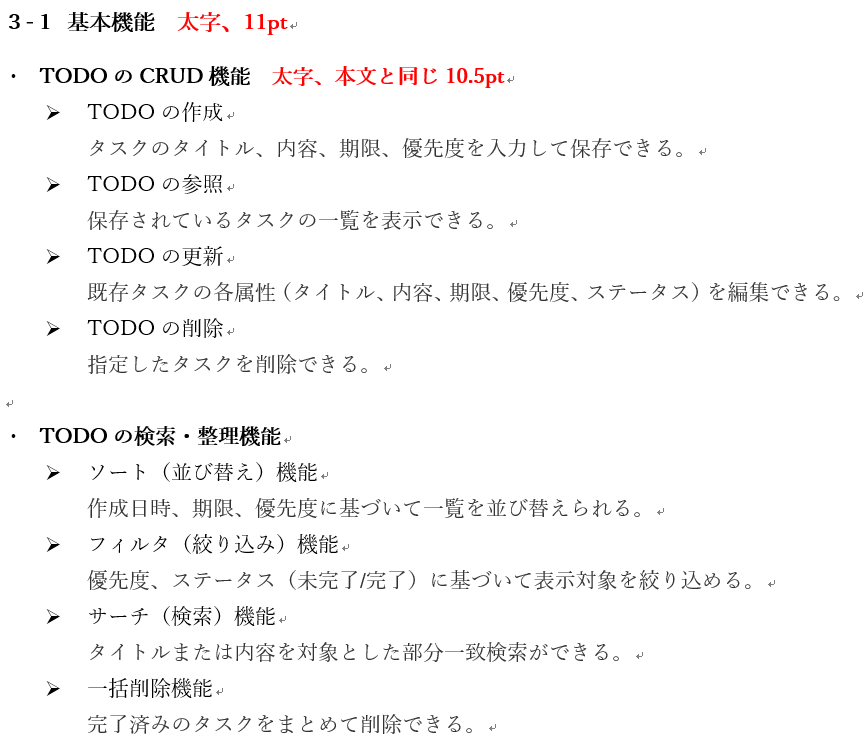 3 - 1 基本機能 太字、11pt
・ TODO の CRUD 機能 太字、本文と同じ 10.5pt
➢ TODO の作成
タスクのタイトル、内容、期限、優先度を入力して保存できる。
➢ TODO の参照
保存されているタスクの一覧を表示できる。
➢ TODO の更新
既存タスクの各属性（タイトル、内容、期限、優先度、ステータス）を編集できる。
➢ TODO の削除
指定したタスクを削除できる。
・ TODO の検索・整理機能
➢ ソート（並び替え）機能
作成日時、期限、優先度に基づいて一覧を並び替えられる。
➢ フィルタ（絞り込み）機能
優先度、ステータス（未完了/完了）に基づいて表示対象を絞り込める。
➢ サーチ（検索）機能
タイトルまたは内容を対象とした部分一致検索ができる。
➢ 一括削除機能
完了済みのタスクをまとめて削除できる。